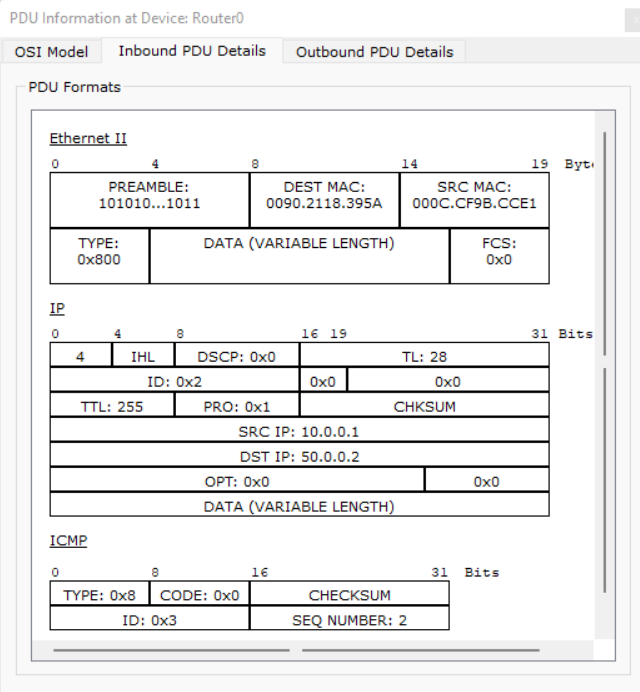 PDU Information at Device: Router0
OSI Model Inbound PDU Details Outbound PDU Details
PDU Formats
Ethernet II
0 4 8 14 19 Byte
PREAMBLE: DEST MAC: SRC MAC:
101010...1011 0090.2118.395A 000C.CF9B.CCE1
TYPE: DATA (VARIABLE LENGTH) FCS:
0x800 0x0
IP
0 4 8 16 19 31 Bits
4 IHL DSCP: 0x0 TL: 28
ID: 0x2 0x0 0x0
TTL: 255 PRO: 0x1 CHKSUM
SRC IP: 10.0.0.1
DST IP: 50.0.0.2
OPT: 0x0 0x0
DATA (VARIABLE LENGTH)
ICMP
0 8 16 31 Bits
TYPE: 0x8 CODE: 0x0 CHECKSUM
ID: 0x3 SEQ NUMBER: 2